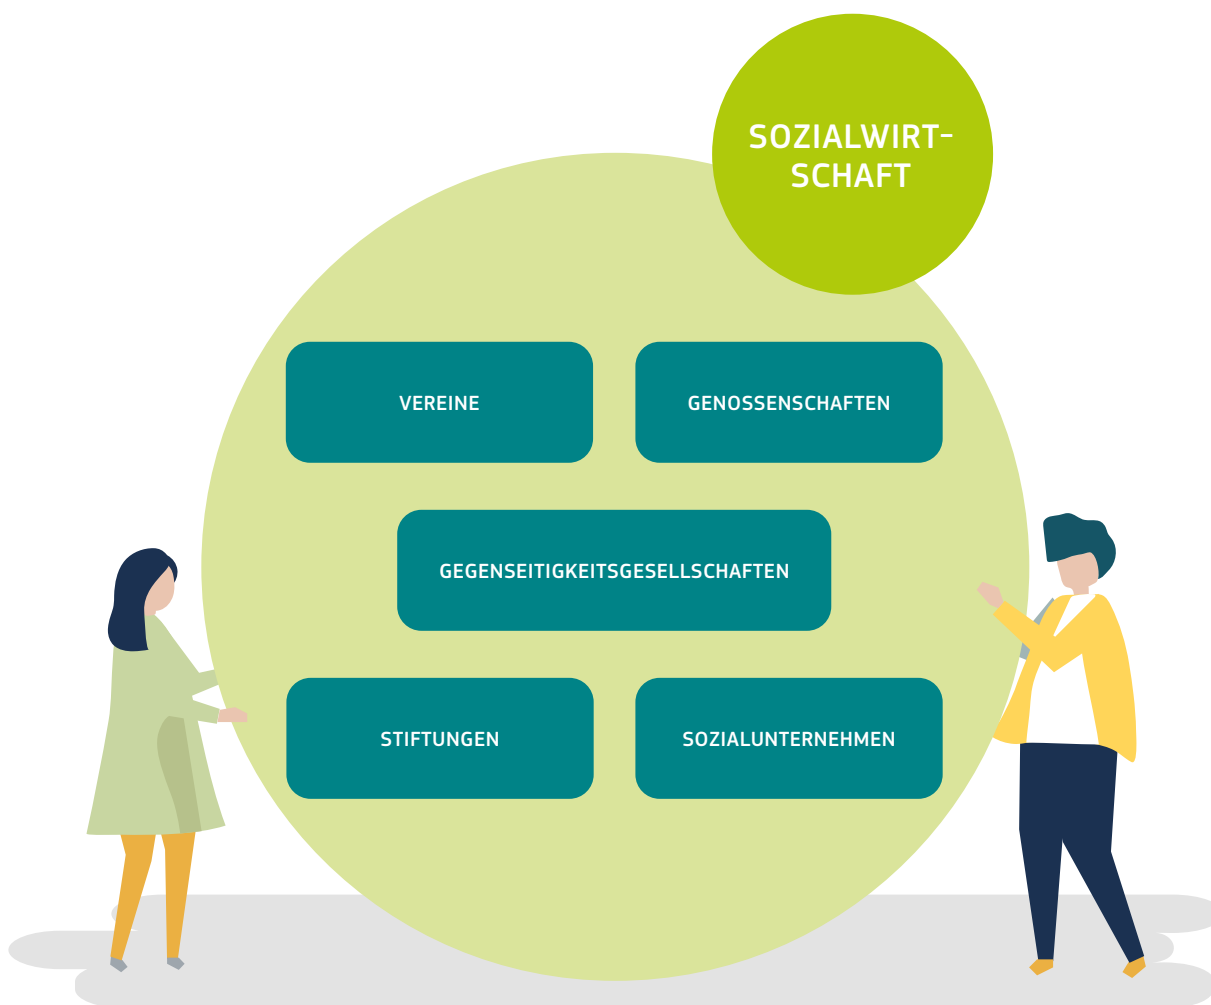 SOZIALWIRT-
SCHAFT
VEREINE
GENOSSENSCHAFTEN
GEGENSEITIGKEITSGESELLSCHAFTEN
STIFTUNGEN
SOZIALUNTERNEHMEN